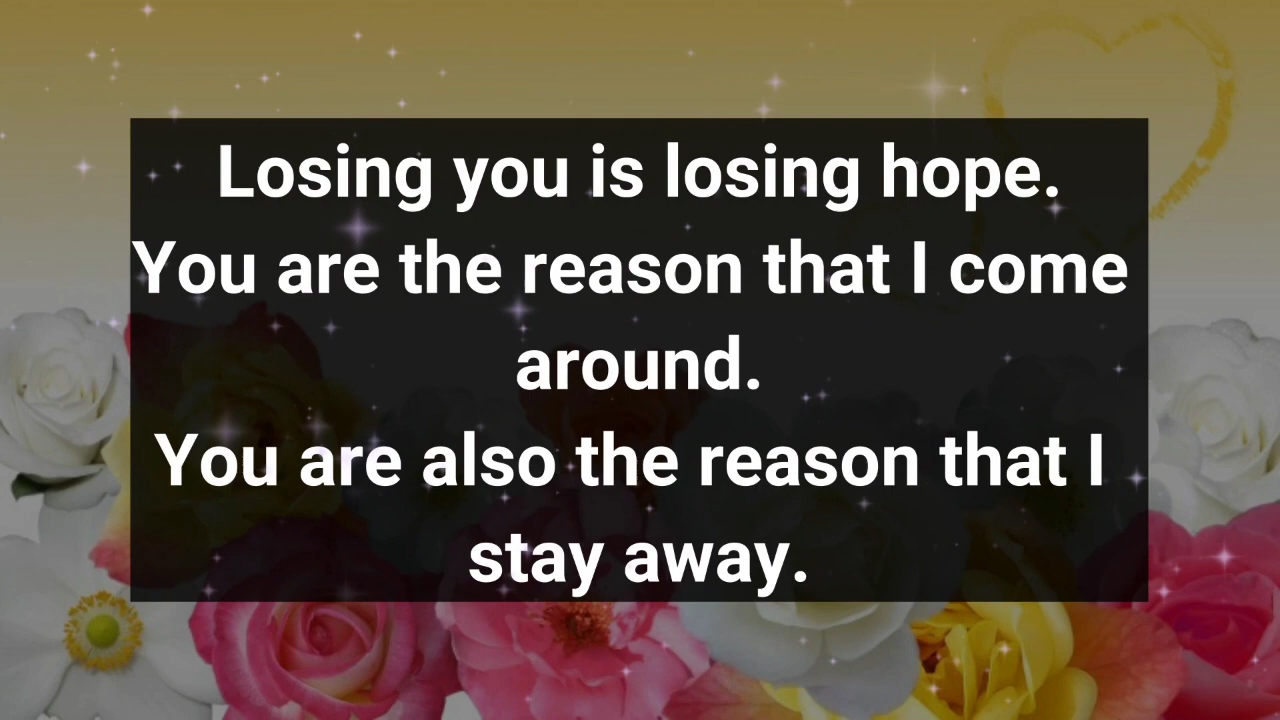 Losing you is losing hope.
You are the reason that I come
around.
You are also the reason that I
stay away.